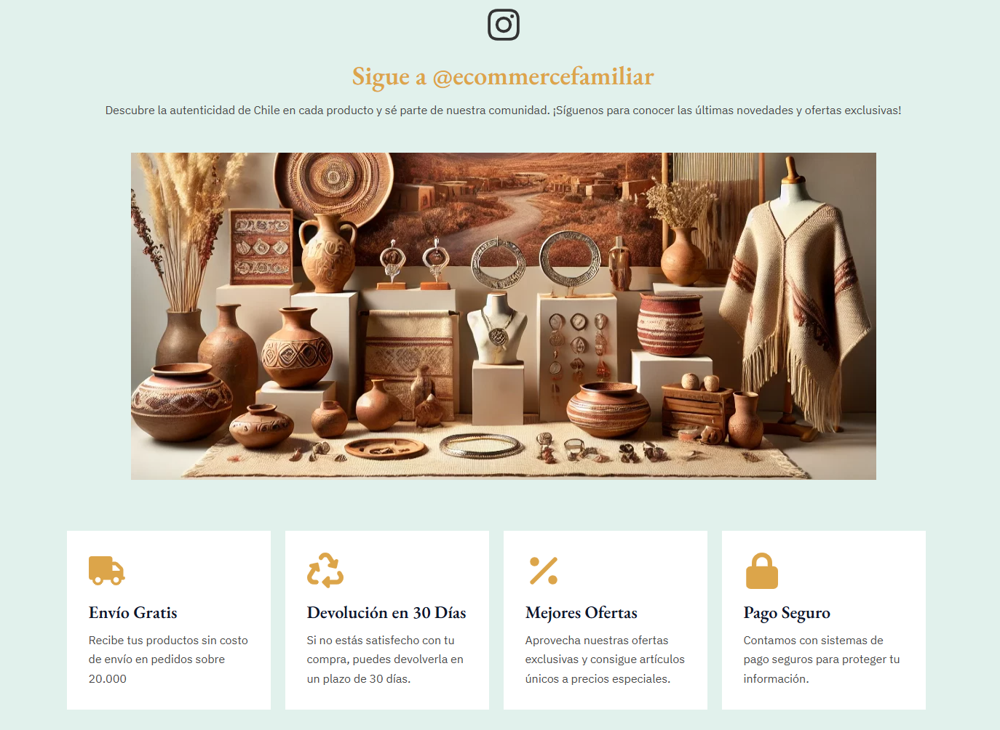 Sigue a @ecommercefamiliar
Descubre la autenticidad de Chile en cada producto y sé parte de nuestra comunidad. ¡Síguenos para conocer las últimas novedades y ofertas exclusivas!
Envío Gratis
Recibe tus productos sin costo
de envío en pedidos sobre
20.000
Devolución en 30 Días
Si no estás satisfecho con tu
compra, puedes devolverla en
un plazo de 30 días.
Mejores Ofertas
Aprovecha nuestras ofertas
exclusivas y consigue artículos
únicos a precios especiales.
Pago Seguro
Contamos con sistemas de
pago seguros para proteger tu
información.